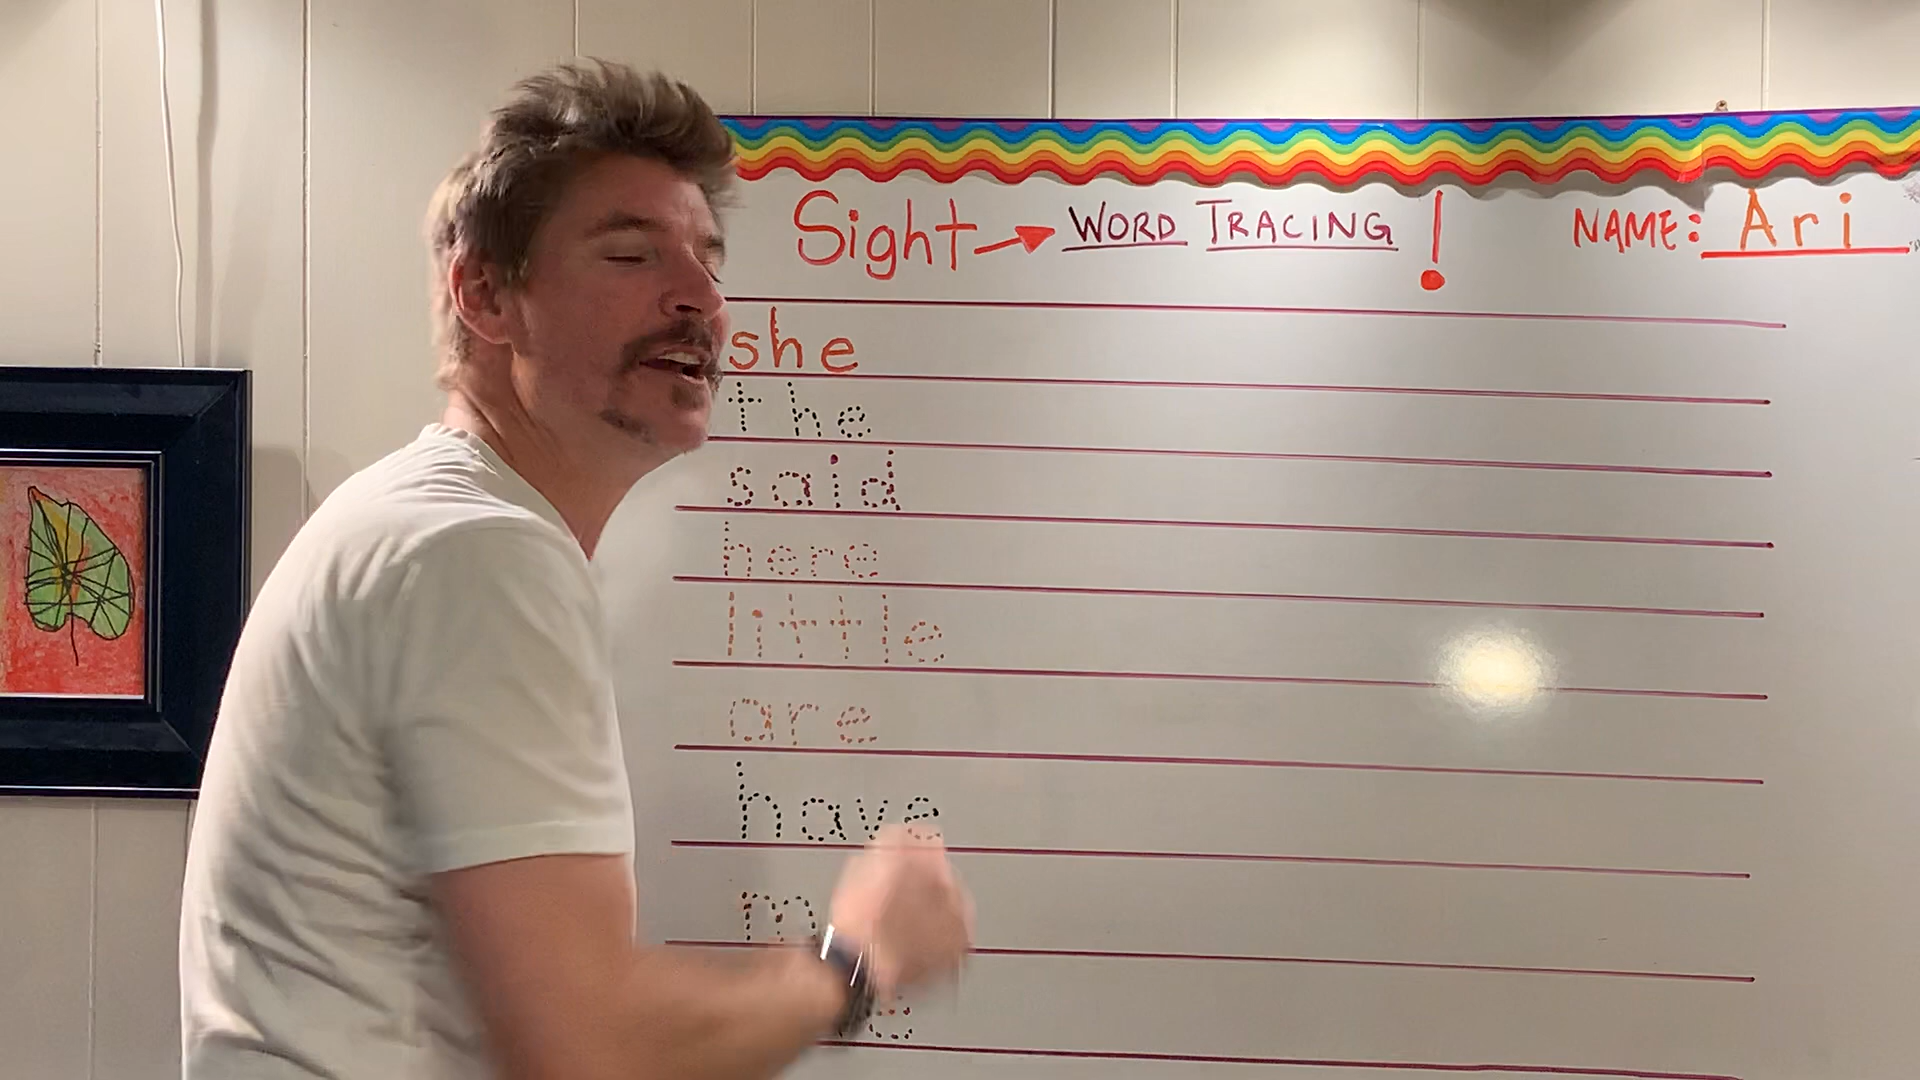 Sight → WORD TRACING! NAME: Ari
she
the
said
here
little
are
have